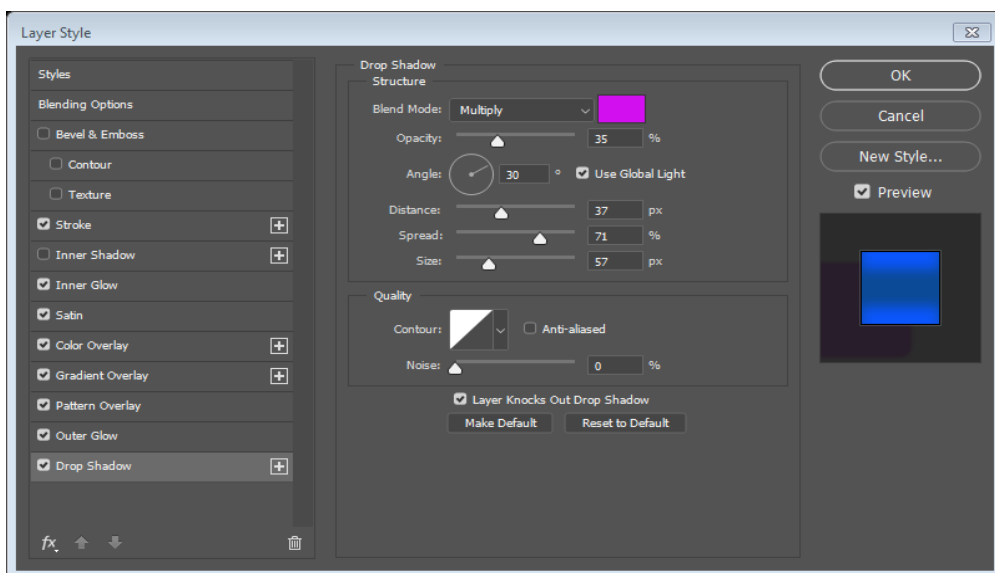 Layer Style
Styles
Blending Options
Bevel & Emboss
Contour
Texture
Stroke
Inner Shadow
Inner Glow
Satin
Color Overlay
Gradient Overlay
Pattern Overlay
Outer Glow
Drop Shadow
fx
Drop Shadow
Structure
Blend Mode: Multiply
Opacity: 35 %
Angle: 30 ° Use Global Light
Distance: 37 px
Spread: 71 %
Size: 57 px
Quality
Contour: Anti-aliased
Noise: 0 %
Layer Knocks Out Drop Shadow
Make Default Reset to Default
OK
Cancel
New Style...
Preview